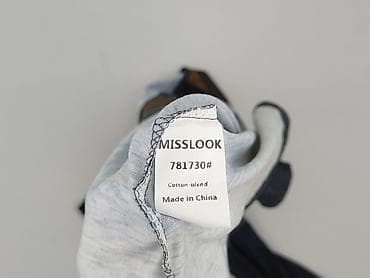 MISSLOOK
781730#
Cotton-blend
Made in China